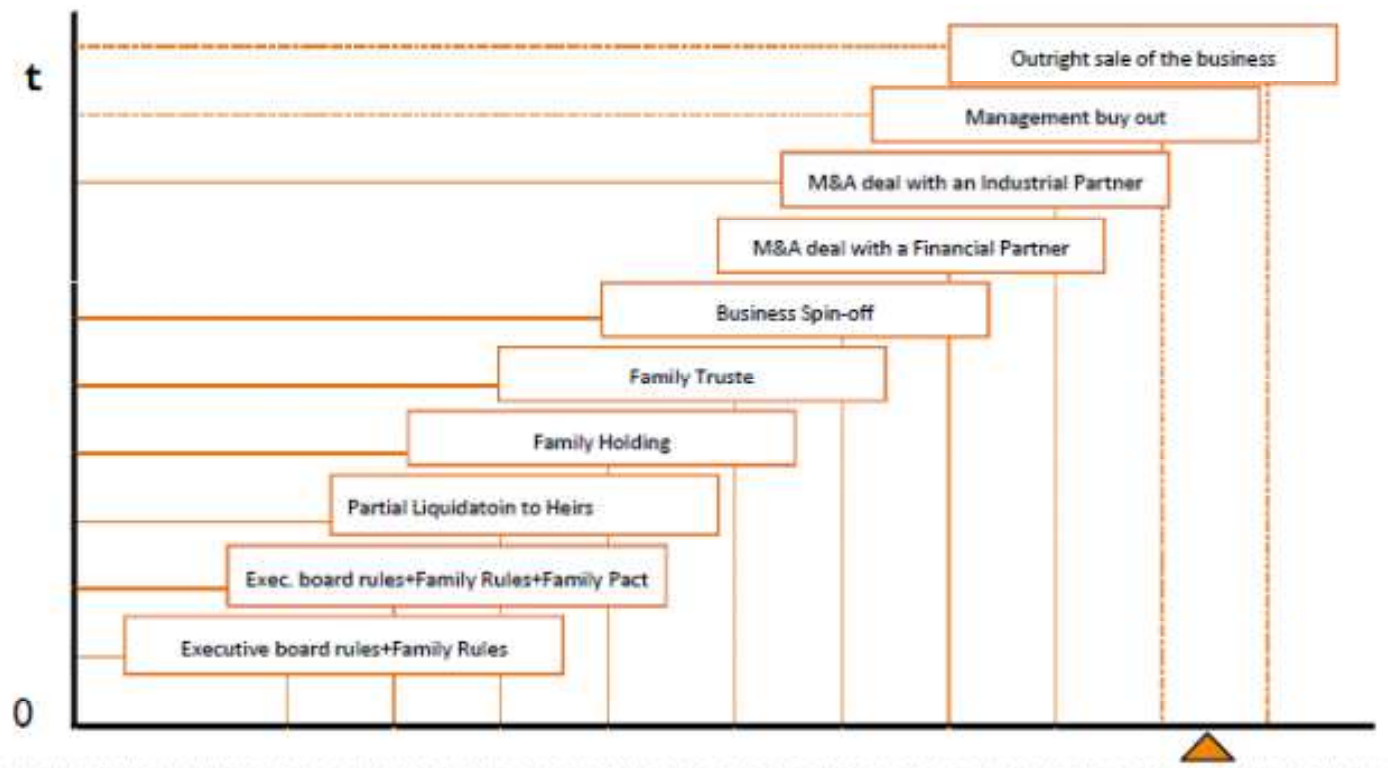 t
Outright sale of the business
Management buy out
M&A deal with an Industrial Partner
M&A deal with a Financial Partner
Business Spin-off
Family Truste
Family Holding
Partial Liquidatoin to Heirs
Exec. board rules+Family Rules+Family Pact
Executive board rules+Family Rules
0